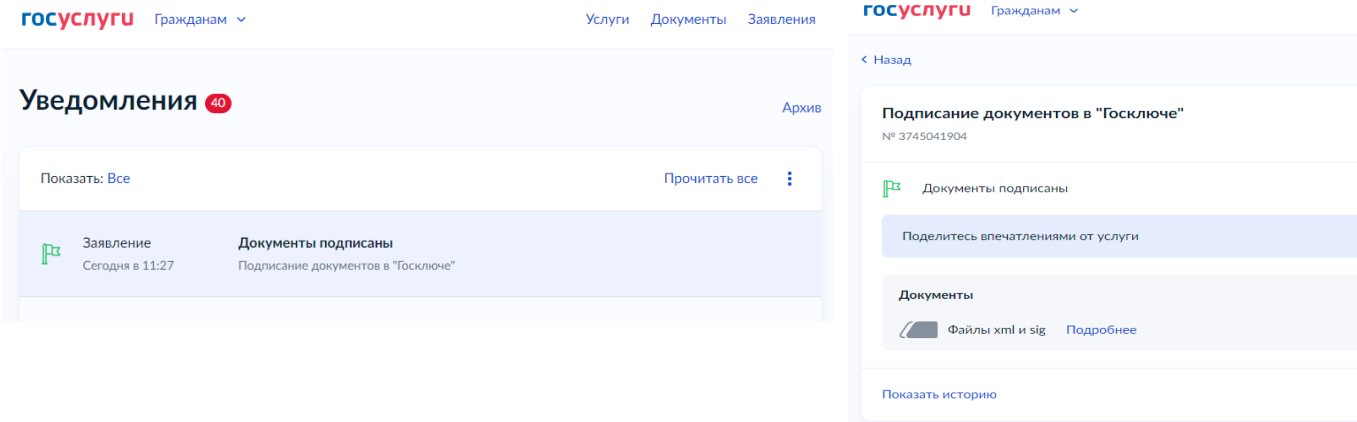 госуслуги Гражданам Услуги Документы Заявления
Уведомления 40
Архив
Показать: Все Прочитать все
Заявление Документы подписаны
Сегодня в 11:27 Подписание документов в "Госключе"
госуслуги Гражданам
Назад
Подписание документов в "Госключе"
№ 3745041904
Документы подписаны
Поделитесь впечатлениями от услуги
Документы
Файлы xml и sig Подробнее
Показать историю